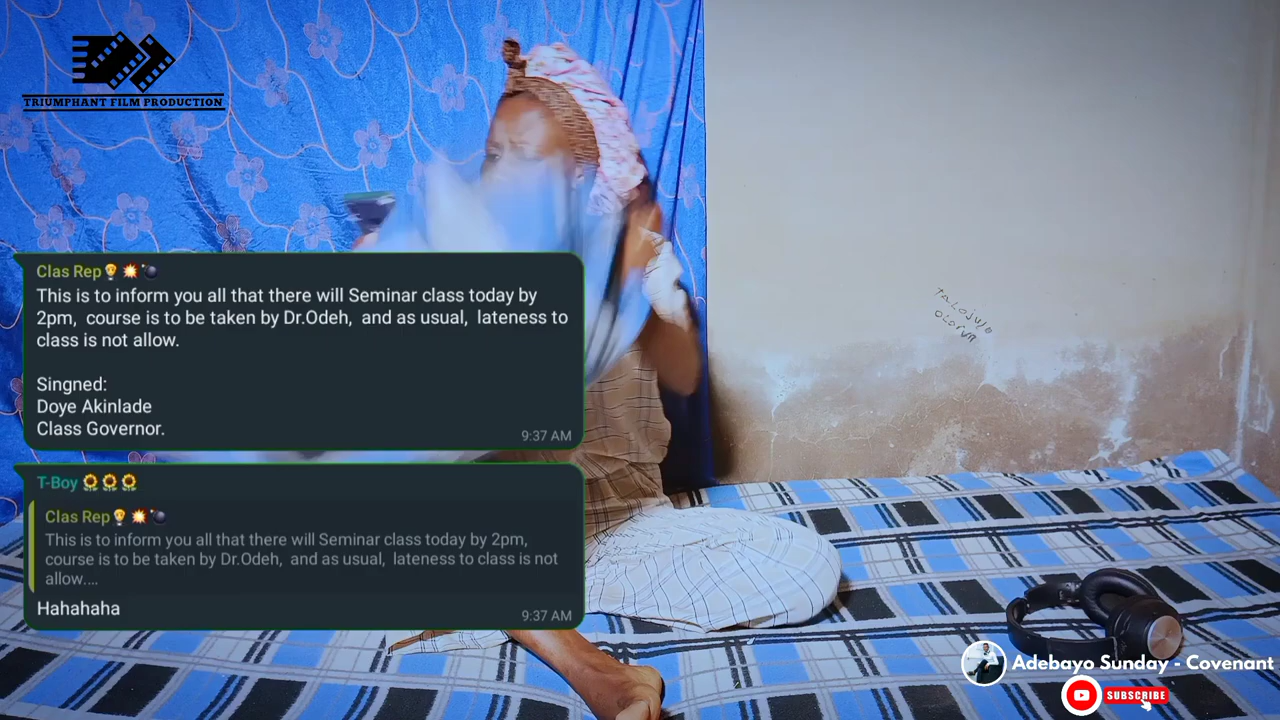 TRIUMPHANT FILM PRODUCTION
Clas Rep
This is to inform you all that there will Seminar class today by
2pm, course is to be taken by Dr.Odeh, and as usual, lateness to
class is not allow.
Singned:
Doye Akinlade
Class Governor.
9:37 AM
T-Boy
Clas Rep
This is to inform you all that there will Seminar class today by 2pm,
course is to be taken by Dr.Odeh, and as usual, lateness to class is not
allow....
Hahahaha
9:37 AM
TALOJUJE
OLORUN
Adebayo Sunday - Covenant
SUBSCRIBE